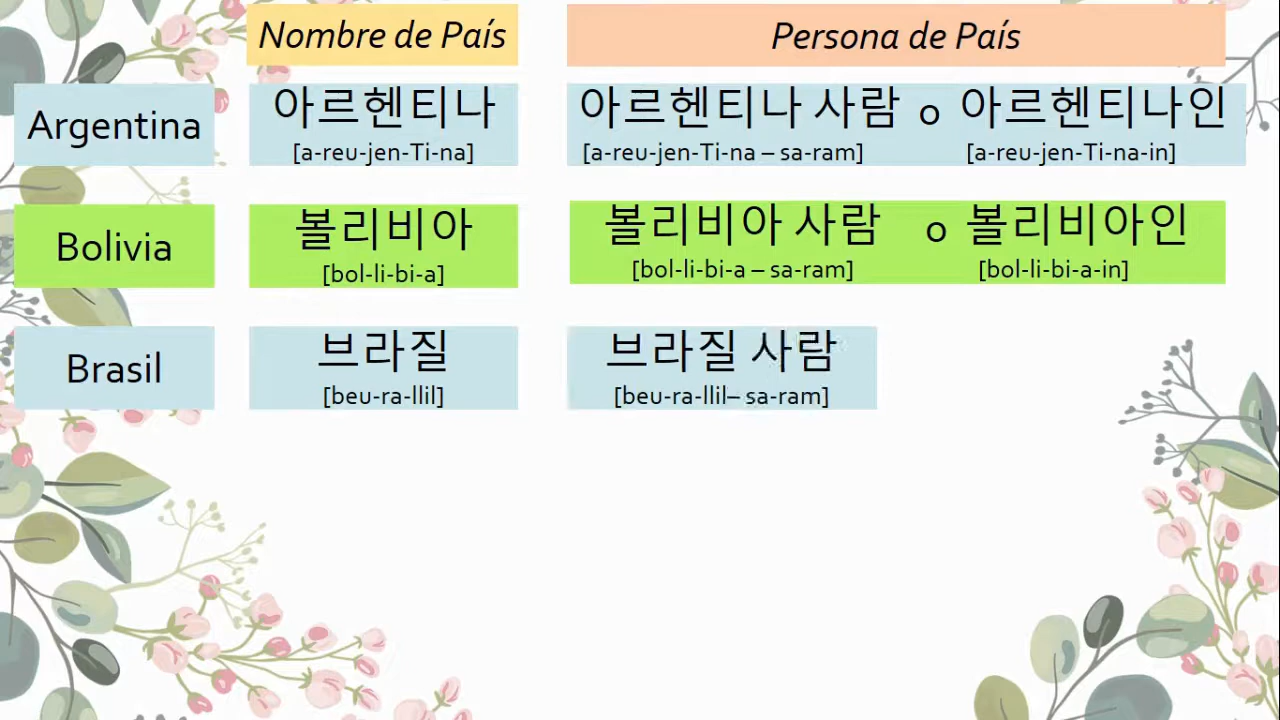 Nombre de País
Persona de País
Argentina
아르헨티나
[a-reu-jen-Ti-na]
아르헨티나 사람 o 아르헨티나인
[a-reu-jen-Ti-na – sa-ram]
[a-reu-jen-Ti-na-in]
Bolivia
볼리비아
[bol-li-bi-a]
볼리비아 사람 o 볼리비아인
[bol-li-bi-a – sa-ram]
[bol-li-bi-a-in]
Brasil
브라질
[beu-ra-llil]
브라질 사람
[beu-ra-llil– sa-ram]